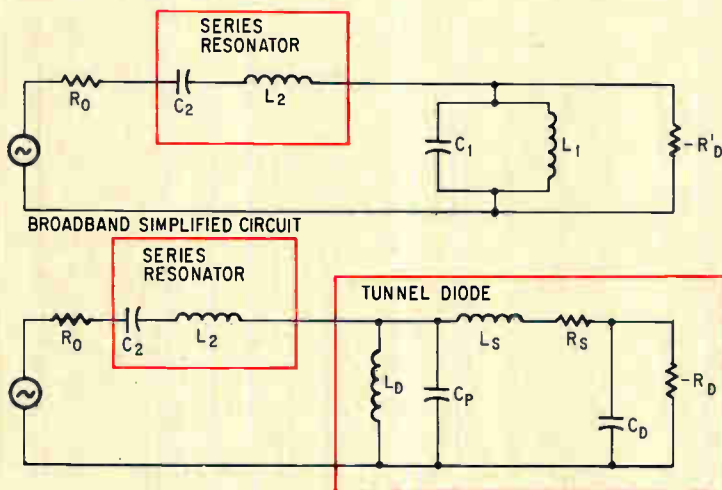 SERIES
RESONATOR
R0
C2
L2
C1
L1
-R'D
BROADBAND SIMPLIFIED CIRCUIT
SERIES
RESONATOR
TUNNEL DIODE
R0
C2
L2
LS
RS
LD
CP
CD
-RD